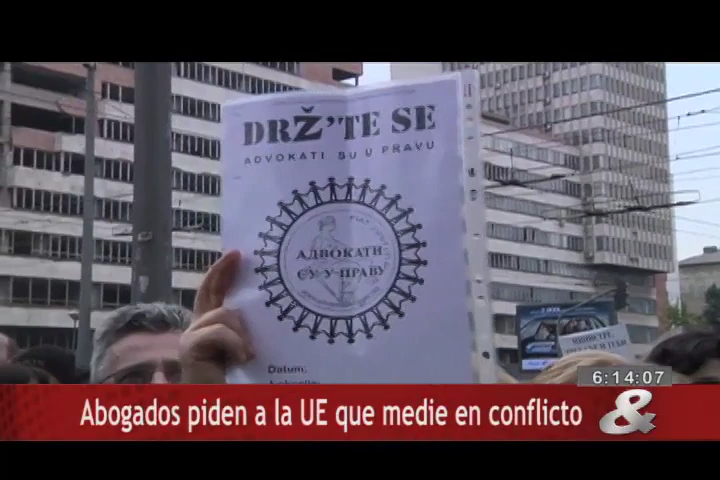 DRŽ'TE SE
ADVOKATI SU U PRAVU
АДВОКАТИ
СУ У ПРАВУ
Datum:
6:14:07
Abogados piden a la UE que medie en conflicto
&